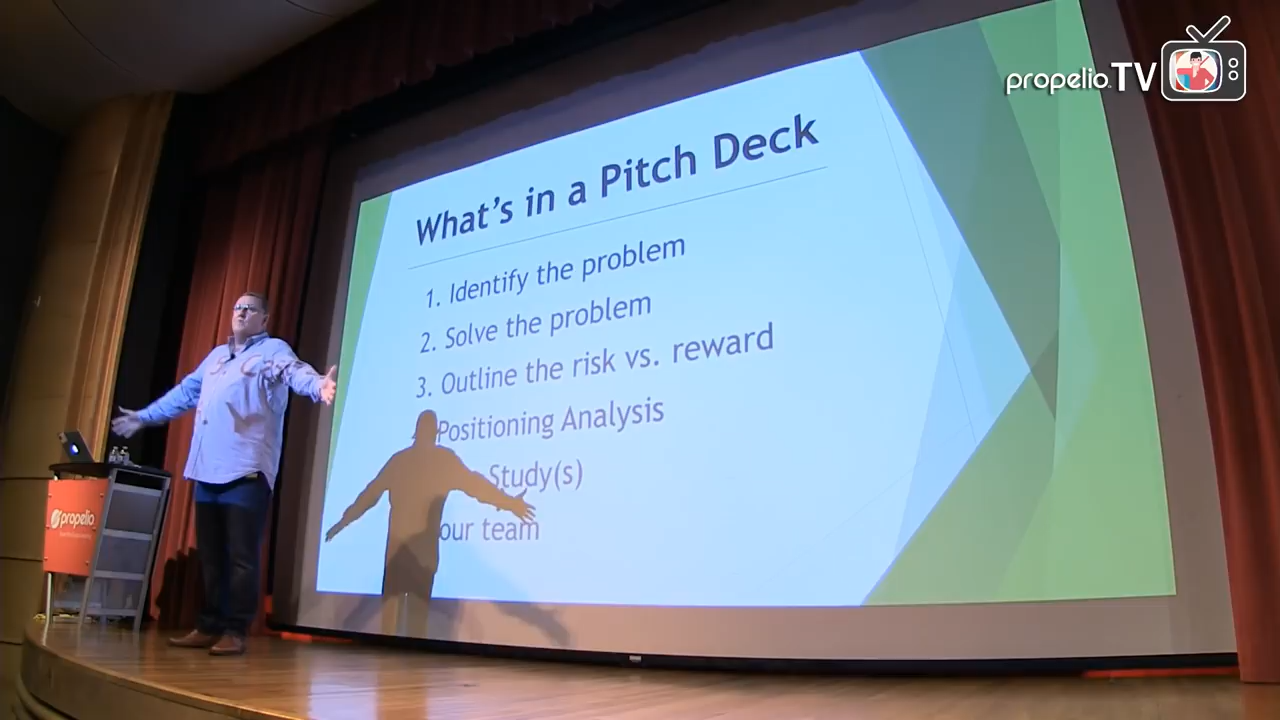 propelio TV
What's in a Pitch Deck
1. Identify the problem
2. Solve the problem
3. Outline the risk vs. reward
Positioning Analysis
Study(s)
our team
propelio